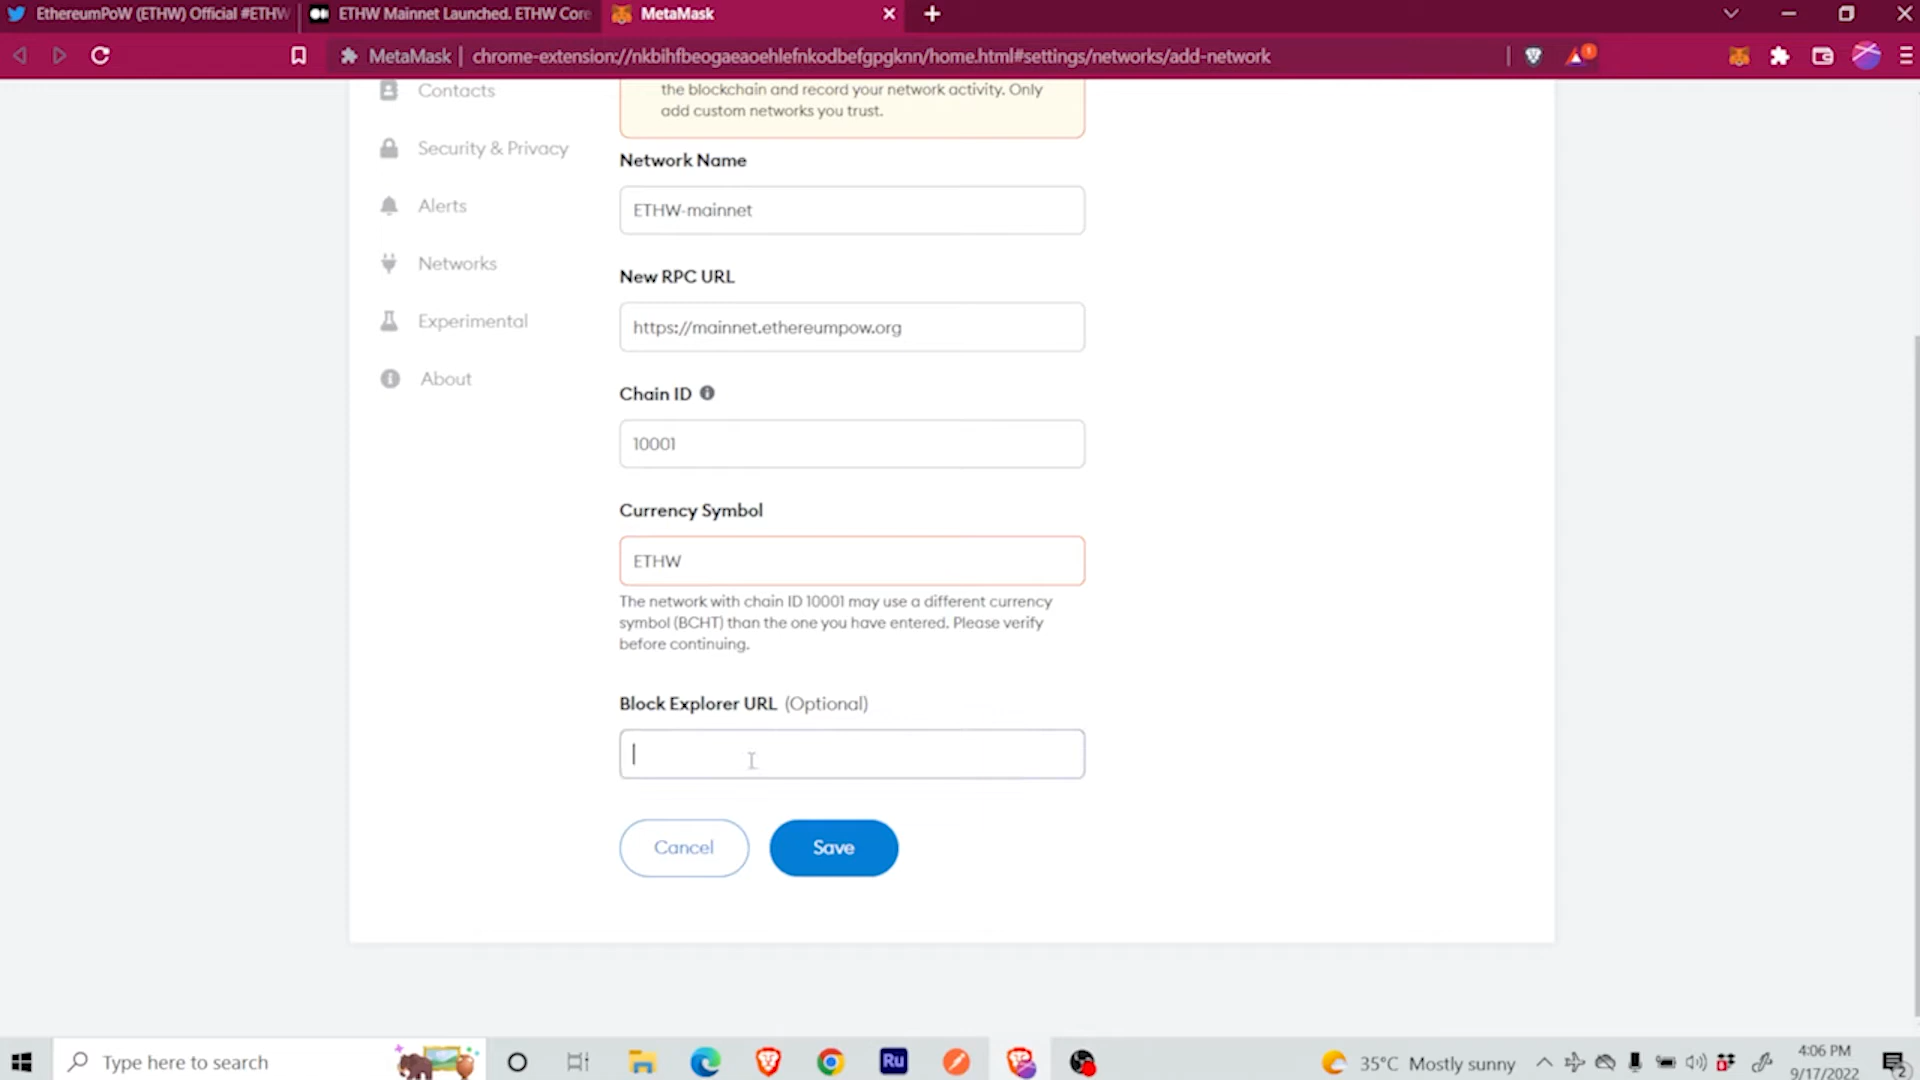 EthereumPoW (ETHW) Official #ETHW
ETHW Mainnet Launched. ETHW Core
MetaMask
MetaMask
chrome-extension://nkbihfbeogaeaoehlefnkodbefgpgknn/home.html#settings/networks/add-network
1
Contacts
Security & Privacy
Alerts
Networks
Experimental
About
the blockchain and record your network activity. Only
add custom networks you trust.
Network Name
ETHW-mainnet
New RPC URL
https://mainnet.ethereumpow.org
Chain ID
10001
Currency Symbol
ETHW
The network with chain ID 10001 may use a different currency
symbol (BCHT) than the one you have entered. Please verify
before continuing.
Block Explorer URL (Optional)
Cancel
Save
Type here to search
Ru
35°C Mostly sunny
4:06 PM
9/17/2022
2